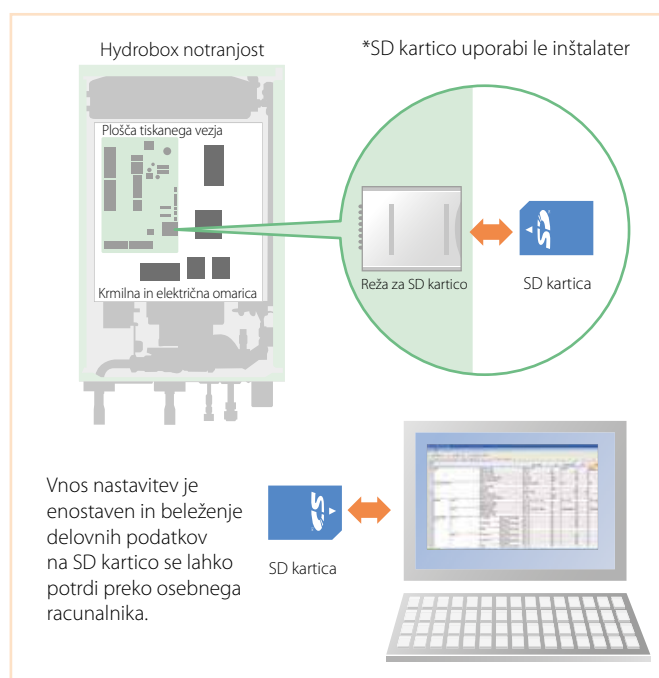 Hydrobox notranjost
*SD kartico uporabi le inštalater
Plošča tiskanega vezja
Krmilna in električna omarica
Reža za SD kartico
SD kartica
Vnos nastavitev je
enostaven in beleženje
delovnih podatkov
na SD kartico se lahko
potrdi preko osebnega
racunalnika.
SD kartica